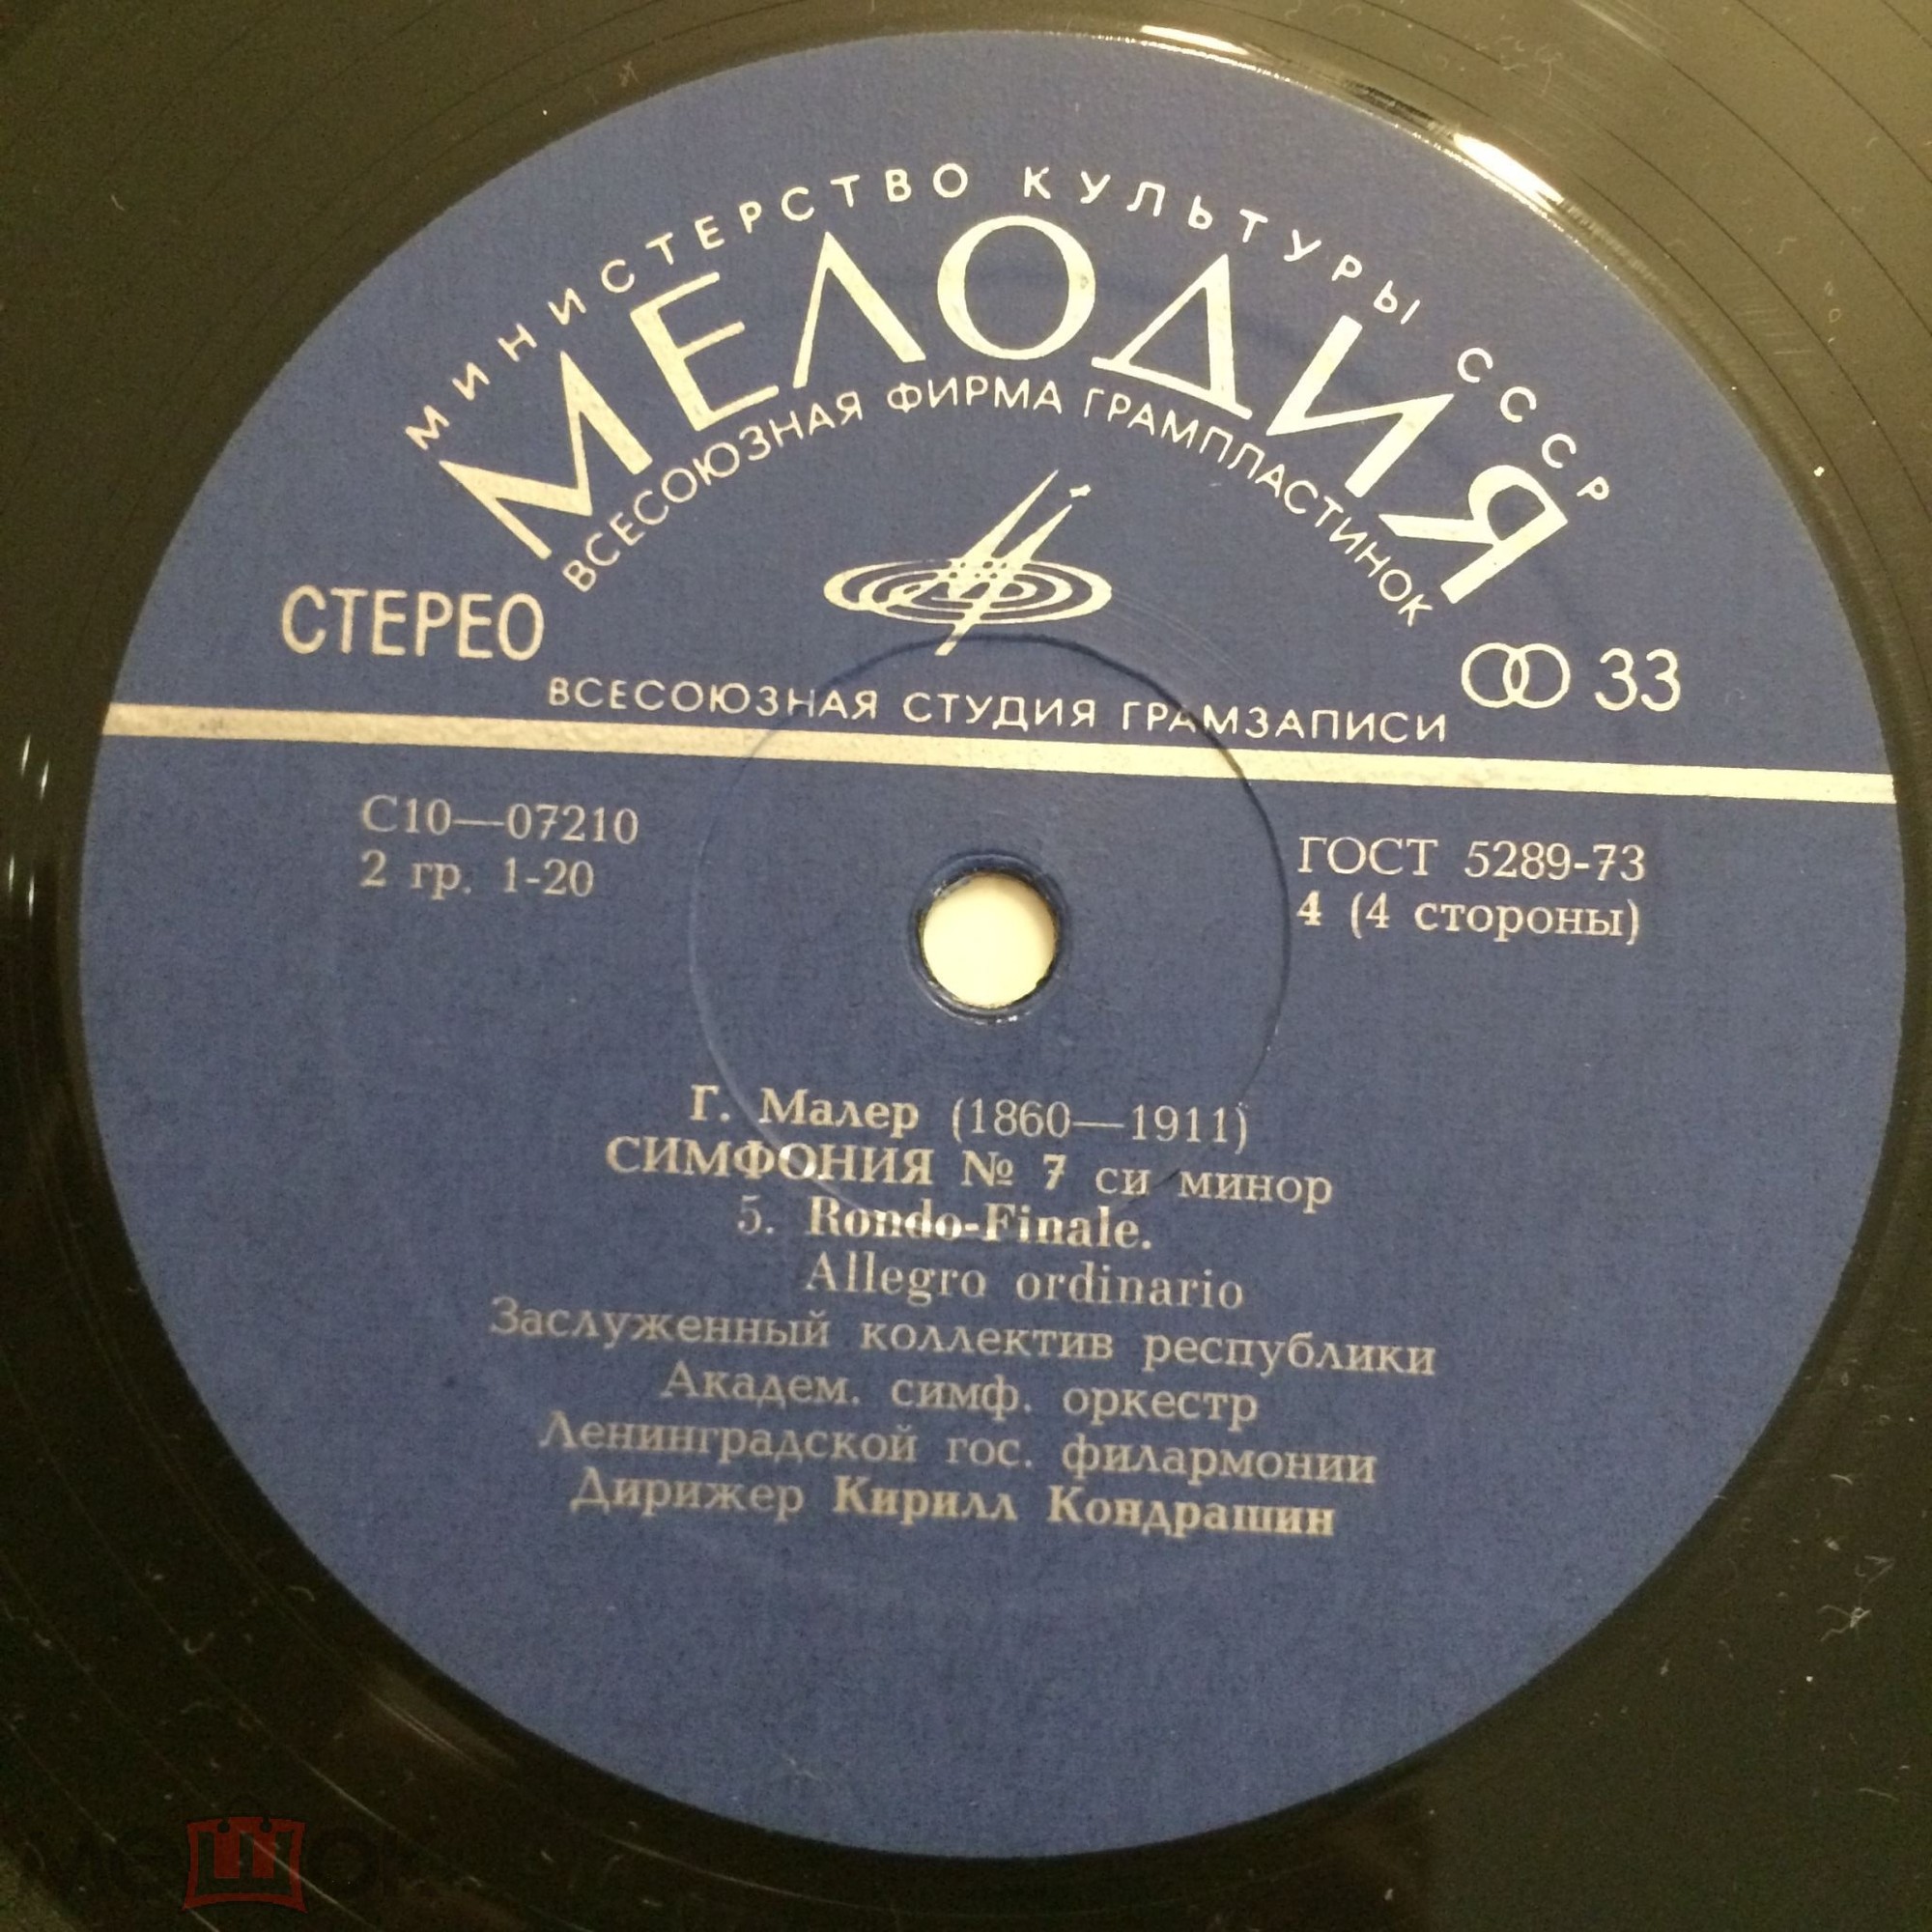 МИНИСТЕРСТВО КУЛЬТУРЫ СССР
МЕЛОДИЯ
ВСЕСОЮЗНАЯ ФИРМА ГРАМПЛАСТИНОК
СТЕРЕО
33
ВСЕСОЮЗНАЯ СТУДИЯ ГРАМЗАПИСИ
С10—07210
2 гр. 1-20
ГОСТ 5289-73
4 (4 стороны)
Г. Малер (1860—1911)
СИМФОНИЯ № 7 си минор
5. Rondo-Finale.
Allegro ordinario
Заслуженный коллектив республики
Академ. симф. оркестр
Ленинградской гос. филармонии
Дирижер Кирилл Кондрашин